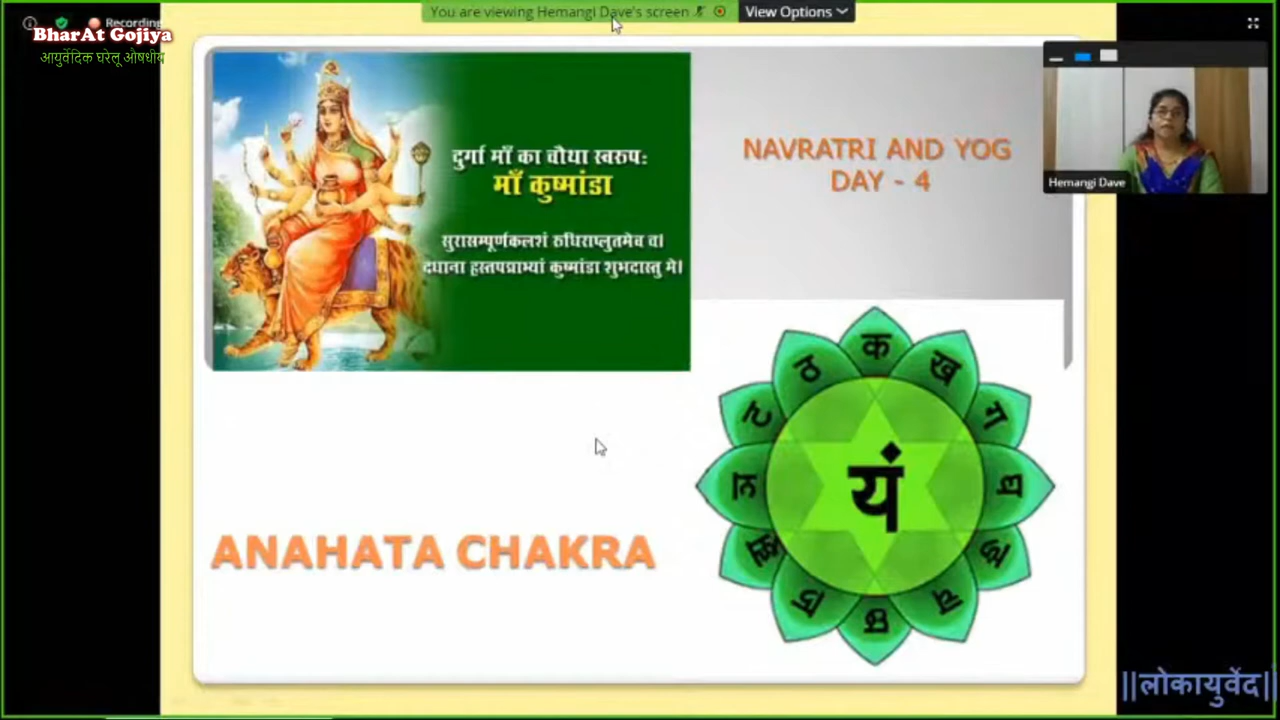 You are viewing Hemangi Dave's screen
View Options
Recording
BharAt Gojiya
आयुर्वेदिक घरेलू औषधीय
दुर्गा माँ का चौथा स्वरूप:
माँ कुष्मांडा
सुरासम्पूर्णकलशं रुधिराप्लुतमेव च।
दधाना हस्तपद्माभ्यां कुष्मांडा शुभदास्तु मे।
NAVRATRI AND YOG
DAY - 4
Hemangi Dave
ANAHATA CHAKRA
क
ख
ग
घ
ङ
च
छ
ज
झ
ञ
ट
ठ
यं
||लोकायुर्वेद||